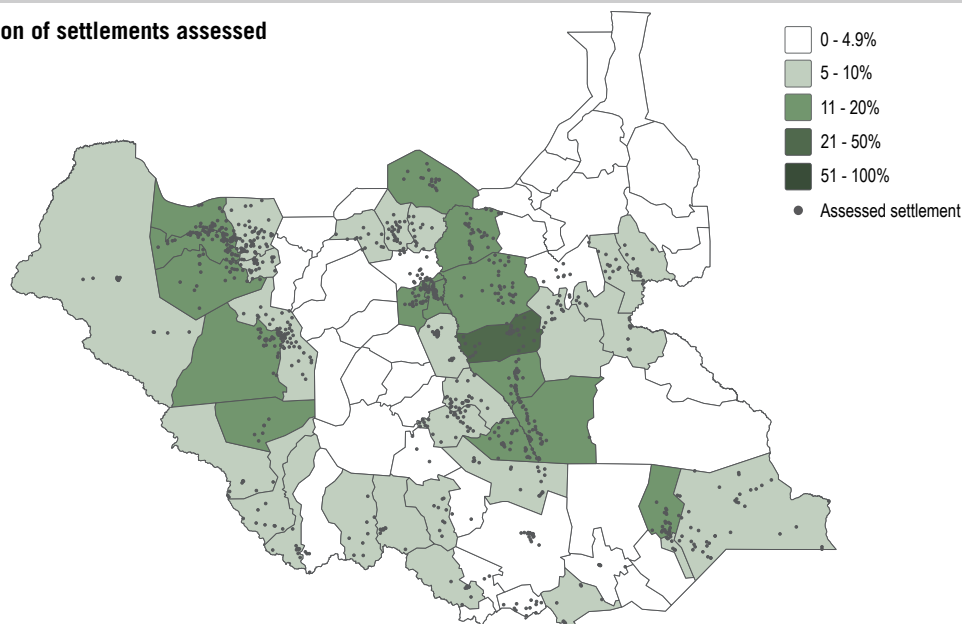 on of settlements assessed
0 - 4.9%
5 - 10%
11 - 20%
21 - 50%
51 - 100%
Assessed settlement